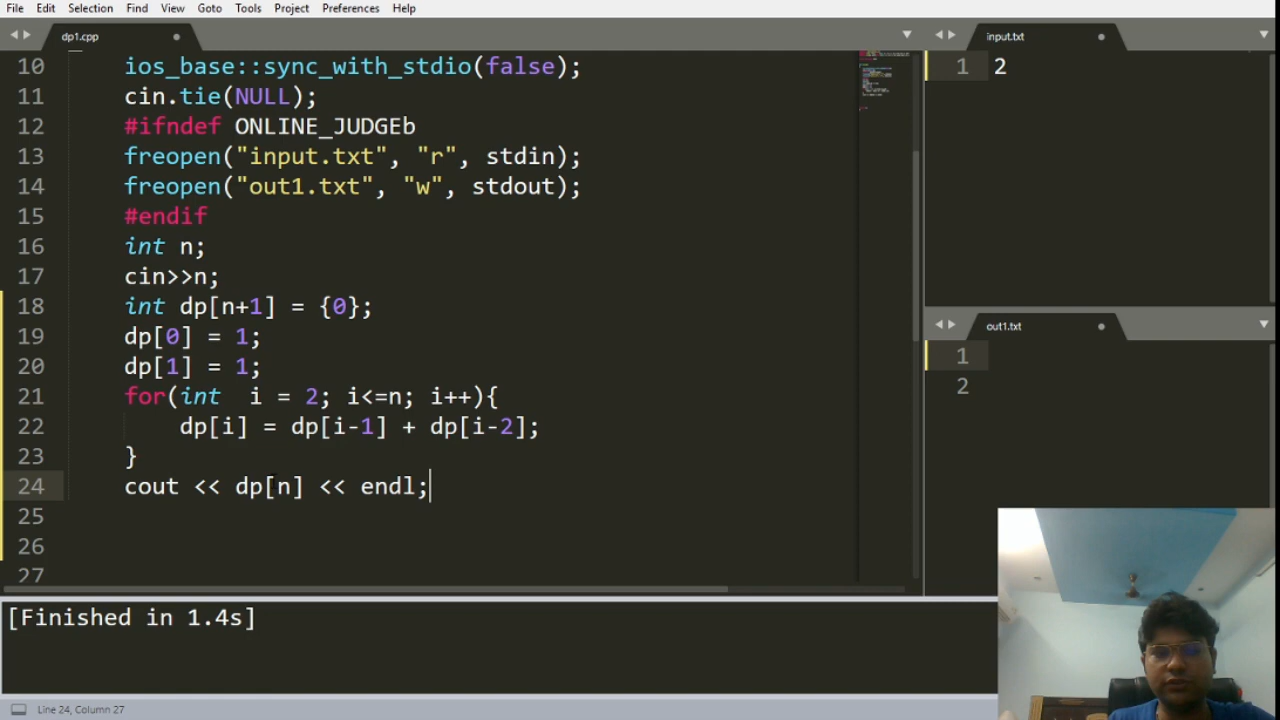 File Edit Selection Find View Goto Tools Project Preferences Help
dp1.cpp
10 ios_base::sync_with_stdio(false);
11 cin.tie(NULL);
12 #ifndef ONLINE_JUDGEb
13 freopen("input.txt", "r", stdin);
14 freopen("out1.txt", "w", stdout);
15 #endif
16 int n;
17 cin>>n;
18 int dp[n+1] = {0};
19 dp[0] = 1;
20 dp[1] = 1;
21 for(int  i = 2; i<=n; i++){
22 dp[i] = dp[i-1] + dp[i-2];
23 }
24 cout << dp[n] << endl;
25
26
27
input.txt
1 2
out1.txt
1
2
[Finished in 1.4s]
Line 24, Column 27